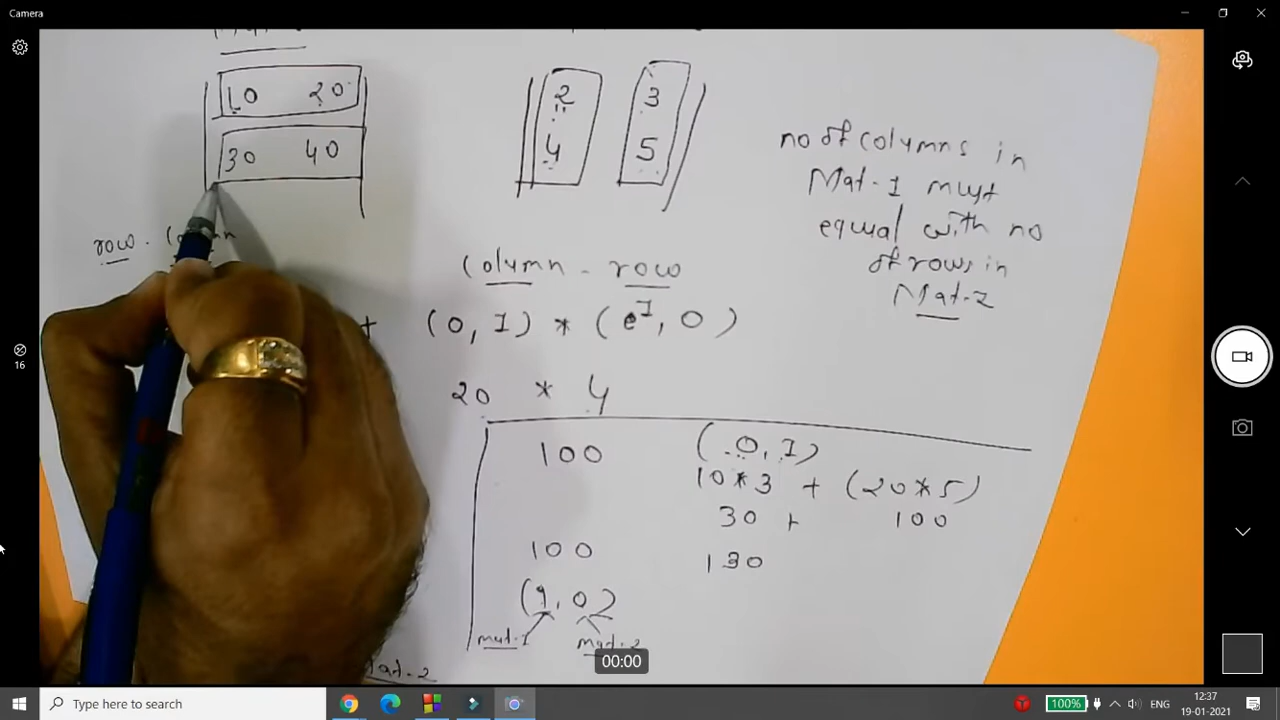 Camera
10 20
30 40
2 3
4 5
no of columns in
Mat-1 must
equal with no
of rows in
Mat-2
row -
Column - row
(0, 1) * (1, 0)
20 * 4
100 (0, 1)
10*3 + (20*5)
30 + 100
100 130
(1, 0)
mat-1 mat-2
Mat-2
00:00
16
Type here to search
100%
ENG
12:37
19-01-2021